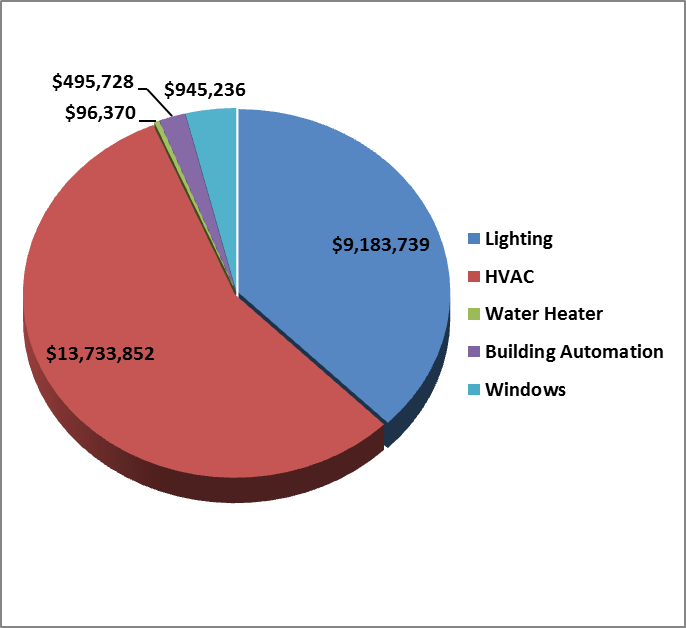 $495,728
$945,236
$96,370
$9,183,739
$13,733,852
Lighting
HVAC
Water Heater
Building Automation
Windows